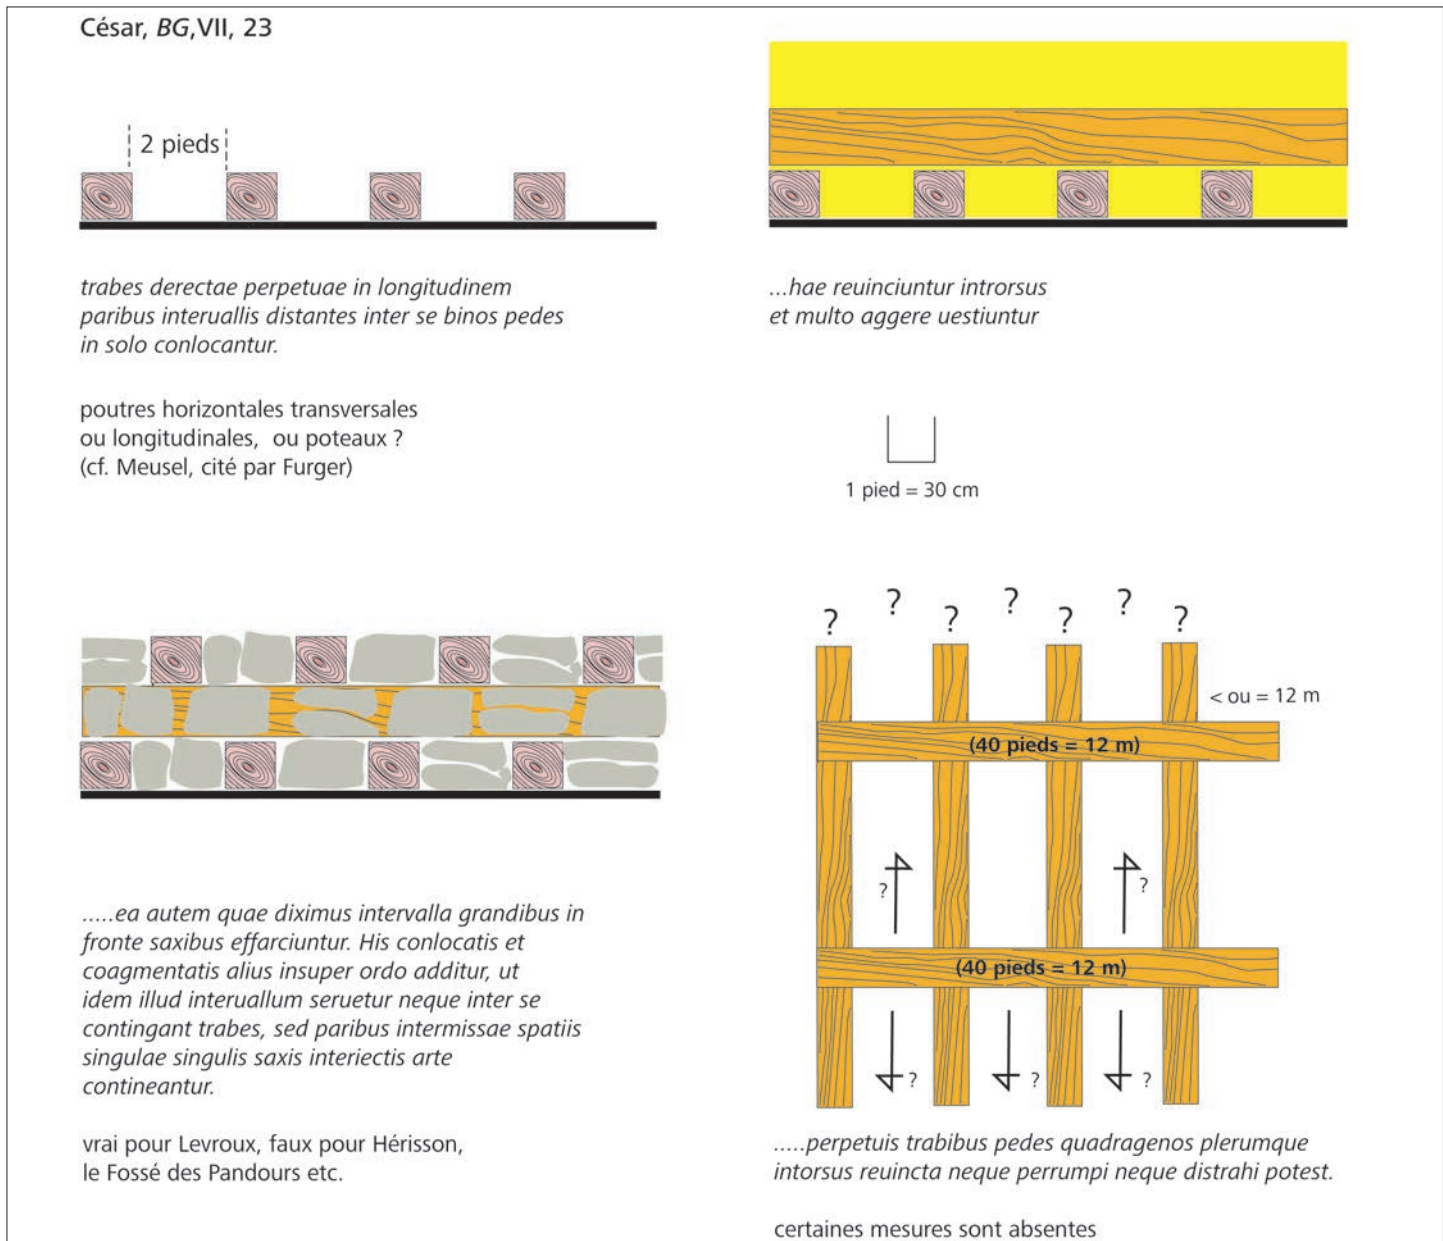 César, BG,VII, 23
2 pieds
trabes derectae perpetuae in longitudinem
paribus interuallis distantes inter se binos pedes
in solo conlocantur.
poutres horizontales transversales
ou longitudinales, ou poteaux ?
(cf. Meusel, cité par Furger)
...hae reuinciuntur introrsus
et multo aggere uestiuntur
1 pied = 30 cm
.....ea autem quae diximus intervalla grandibus in
fronte saxibus effarciuntur. His conlocatis et
coagmentatis alius insuper ordo additur, ut
idem illud interuallum seruetur neque inter se
contingant trabes, sed paribus intermissae spatiis
singulae singulis saxis interiectis arte
contineantur.
vrai pour Levroux, faux pour Hérisson,
le Fossé des Pandours etc.
? ? ? ? ? ? ?
< ou = 12 m
(40 pieds = 12 m)
? ?
(40 pieds = 12 m)
? ? ?
.....perpetuis trabibus pedes quadragenos plerumque
intorsus reuincta neque perrumpi neque distrahi potest.
certaines mesures sont absentes